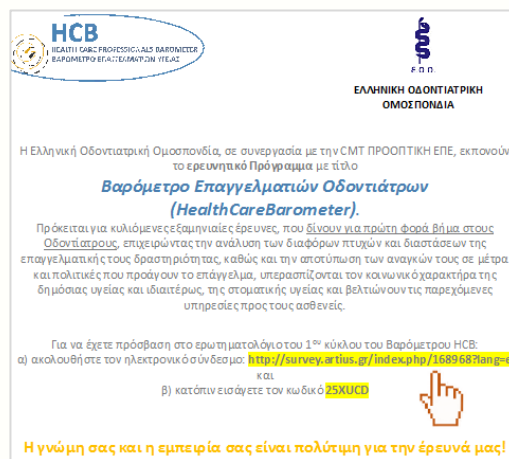 HCB
HEALTH CARE PROFESSIONALS BAROMETER
ΒΑΡΟΜΕΤΡΟ ΕΠΑΓΓΕΛΜΑΤΙΩΝ ΥΓΕΙΑΣ
Ε.Ο.Ο.
ΕΛΛΗΝΙΚΗ ΟΔΟΝΤΙΑΤΡΙΚΗ
ΟΜΟΣΠΟΝΔΙΑ
Η Ελληνική Οδοντιατρική Ομοσπονδία, σε συνεργασία με την CMT ΠΡΟΟΠΤΙΚΗ ΕΠΕ, εκπονούν
το ερευνητικό Πρόγραμμα με τίτλο
Βαρόμετρο Επαγγελματιών Οδοντιάτρων
(HealthCareBarometer).
Πρόκειται για κυλιόμενες εξαμηνιαίες έρευνες, που δίνουν για πρώτη φορά βήμα στους
Οδοντίατρους, επιχειρώντας την ανάλυση των διαφόρων πτυχών και διαστάσεων της
επαγγελματικής τους δραστηριότητας, καθώς και την αποτύπωση των αναγκών τους σε μέτρα
και πολιτικές που προάγουν το επάγγελμα, υπερασπίζονται τον κοινωνικό χαρακτήρα της
δημόσιας υγείας και ιδιαιτέρως, της στοματικής υγείας και βελτιώνουν τις παρεχόμενες
υπηρεσίες προς τους ασθενείς.
Για να έχετε πρόσβαση στο ερωτηματολόγιο του 1ου κύκλου του Βαρόμετρου HCB:
α) ακολουθήστε τον ηλεκτρονικό σύνδεσμο: http://survey.artius.gr/index.php/168968?lang=e
και
β) κατόπιν εισάγετε τον κωδικό 25XUCD
Η γνώμη σας και η εμπειρία σας είναι πολύτιμη για την έρευνά μας!